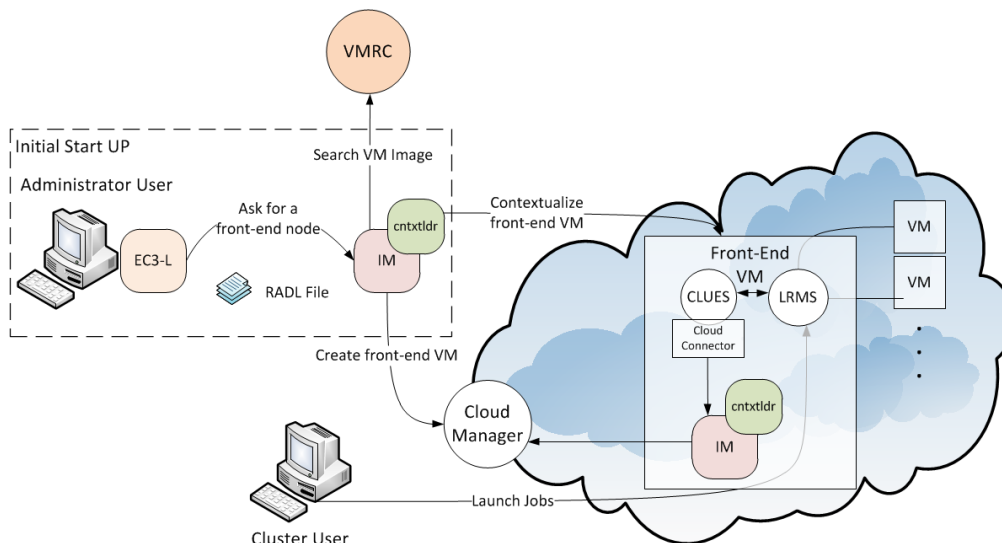 VMRC
Initial Start UP
Search VM Image
Administrator User
Ask for a
front-end node
cntxtldr
EC3-L
IM
RADL File
Contextualize
front-end VM
Front-End
VM
CLUES
LRMS
Cloud
Connector
cntxtldr
IM
VM
VM
Create front-end VM
Cloud
Manager
Launch Jobs
Cluster User